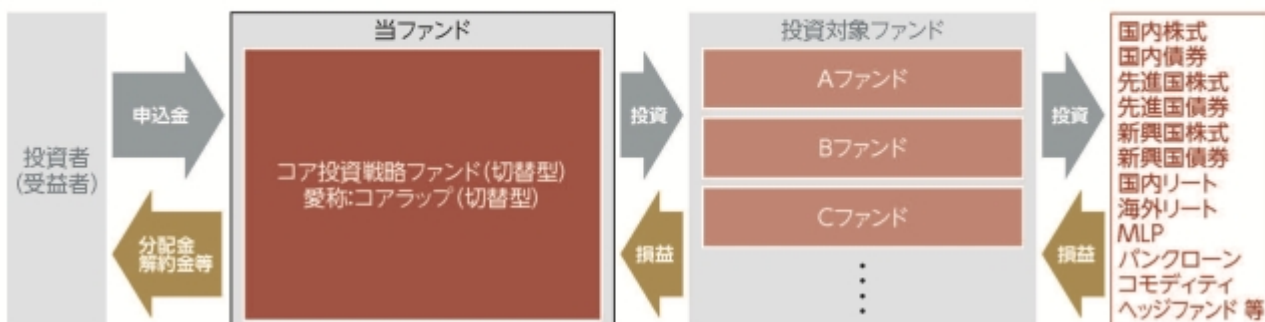 投資者
(受益者)
申込金
分配金
解約金等
当ファンド
コア投資戦略ファンド(切替型)
愛称:コアラップ(切替型)
投資
損益
投資対象ファンド
Aファンド
Bファンド
Cファンド
投資
損益
国内株式
国内債券
先進国株式
先進国債券
新興国株式
新興国債券
国内リート
海外リート
MLP
バンクローン
コモディティ
ヘッジファンド 等